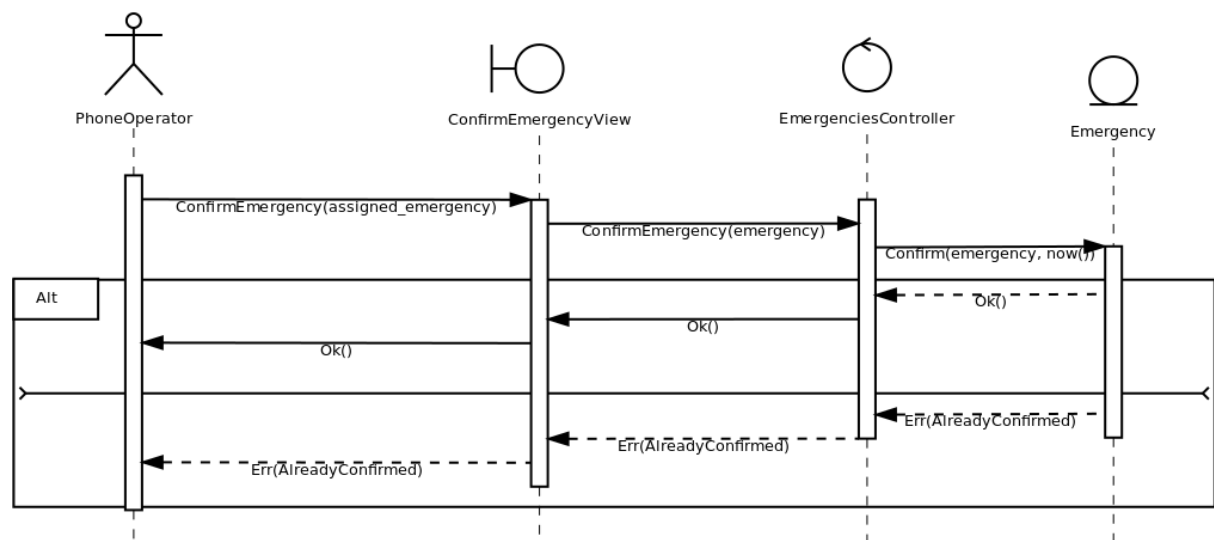 PhoneOperator
ConfirmEmergencyView
EmergenciesController
Emergency
ConfirmEmergency(assigned_emergency)
ConfirmEmergency(emergency)
Confirm(emergency, now())
Alt
Ok()
Ok()
Ok()
Err(AlreadyConfirmed)
Err(AlreadyConfirmed)
Err(AlreadyConfirmed)